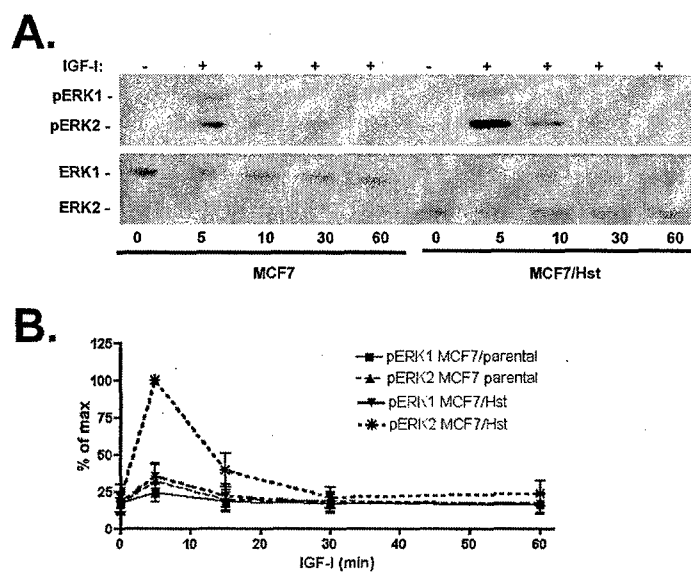 A.
IGF-I: - + + + + - + + + +
pERK1 -
pERK2 -
ERK1 -
ERK2 -
0 5 10 30 60 0 5 10 30 60
MCF7 MCF7/Hst
B.
% of max
125
100
75
50
25
0
pERK1 MCF7/parental
pERK2 MCF7 parental
pERK1 MCF7/Hst
pERK2 MCF7/Hst
0 10 20 30 40 50 60
IGF-I (min)